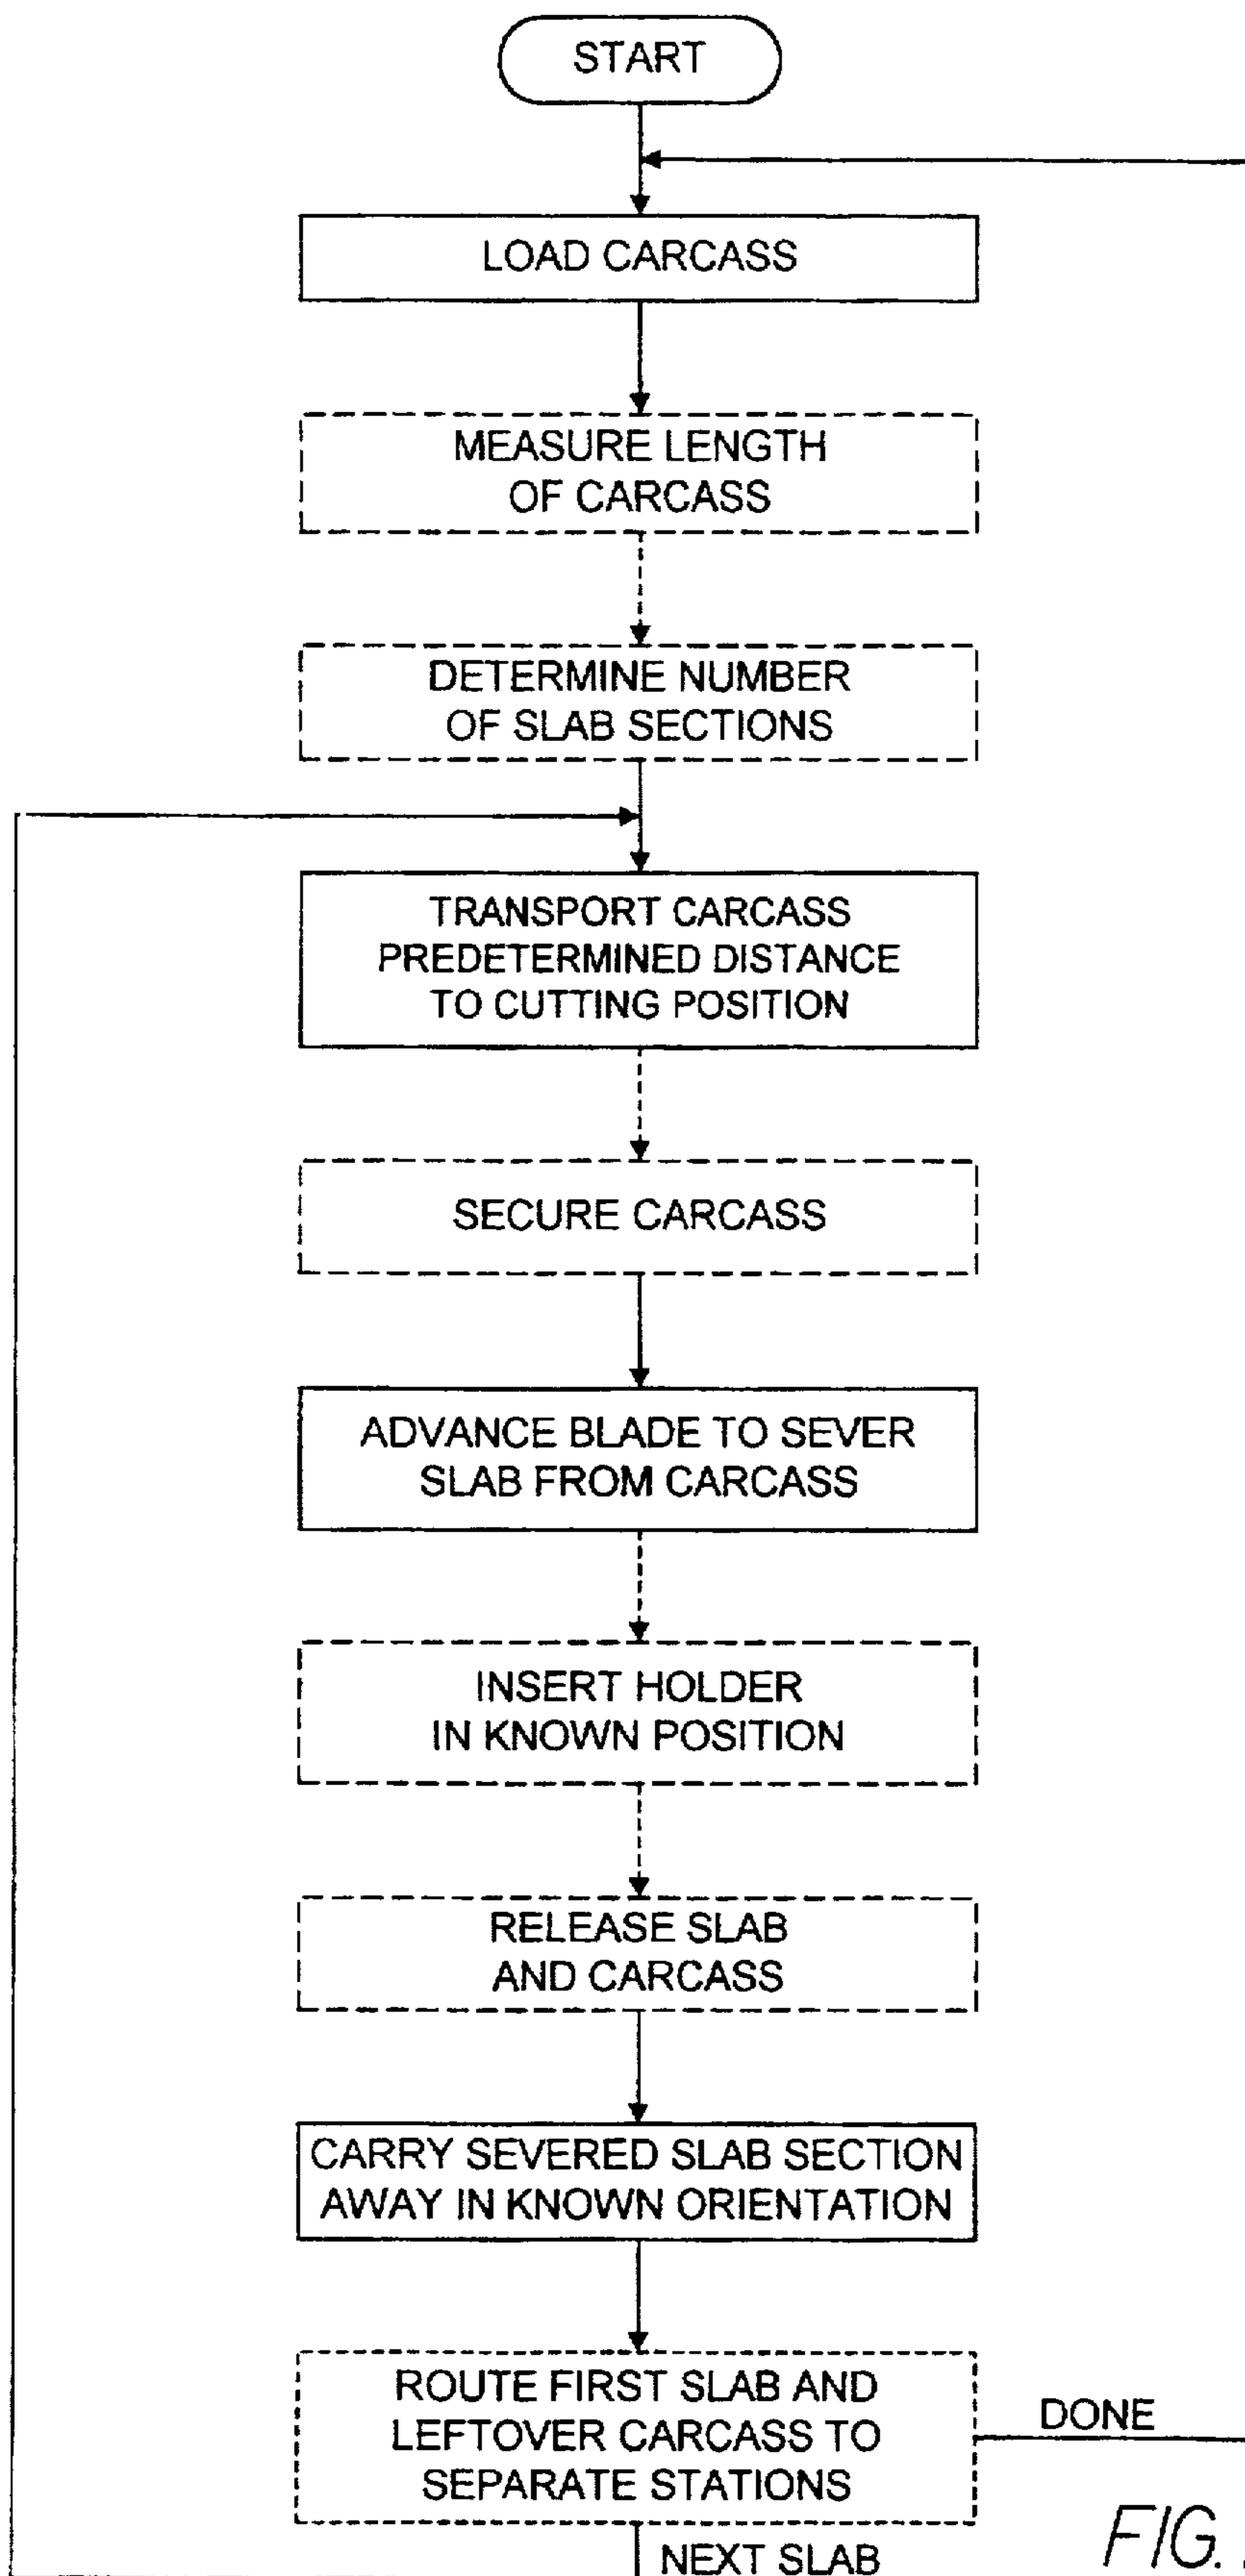 START
LOAD CARCASS
MEASURE LENGTH
OF CARCASS
DETERMINE NUMBER
OF SLAB SECTIONS
TRANSPORT CARCASS
PREDETERMINED DISTANCE
TO CUTTING POSITION
SECURE CARCASS
ADVANCE BLADE TO SEVER
SLAB FROM CARCASS
INSERT HOLDER
IN KNOWN POSITION
RELEASE SLAB
AND CARCASS
CARRY SEVERED SLAB SECTION
AWAY IN KNOWN ORIENTATION
ROUTE FIRST SLAB AND
LEFTOVER CARCASS TO
SEPARATE STATIONS
DONE
NEXT SLAB
FIG.